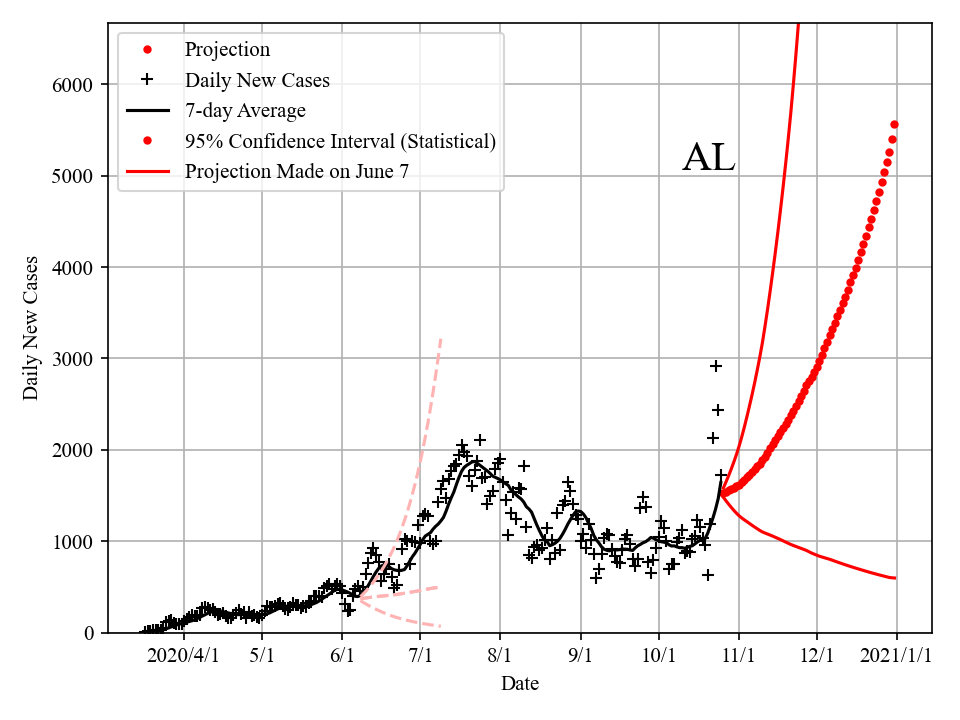 Projection
Daily New Cases
7-day Average
95% Confidence Interval (Statistical)
Projection Made on June 7
AL
Daily New Cases
6000
5000
4000
3000
2000
1000
0
2020/4/1 5/1 6/1 7/1 8/1 9/1 10/1 11/1 12/1 2021/1/1
Date